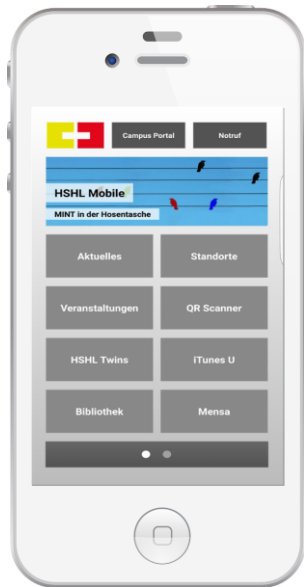 Campus Portal Notruf
HSHL Mobile
MINT in der Hosentasche
Aktuelles Standorte
Veranstaltungen QR Scanner
HSHL Twins iTunes U
Bibliothek Mensa